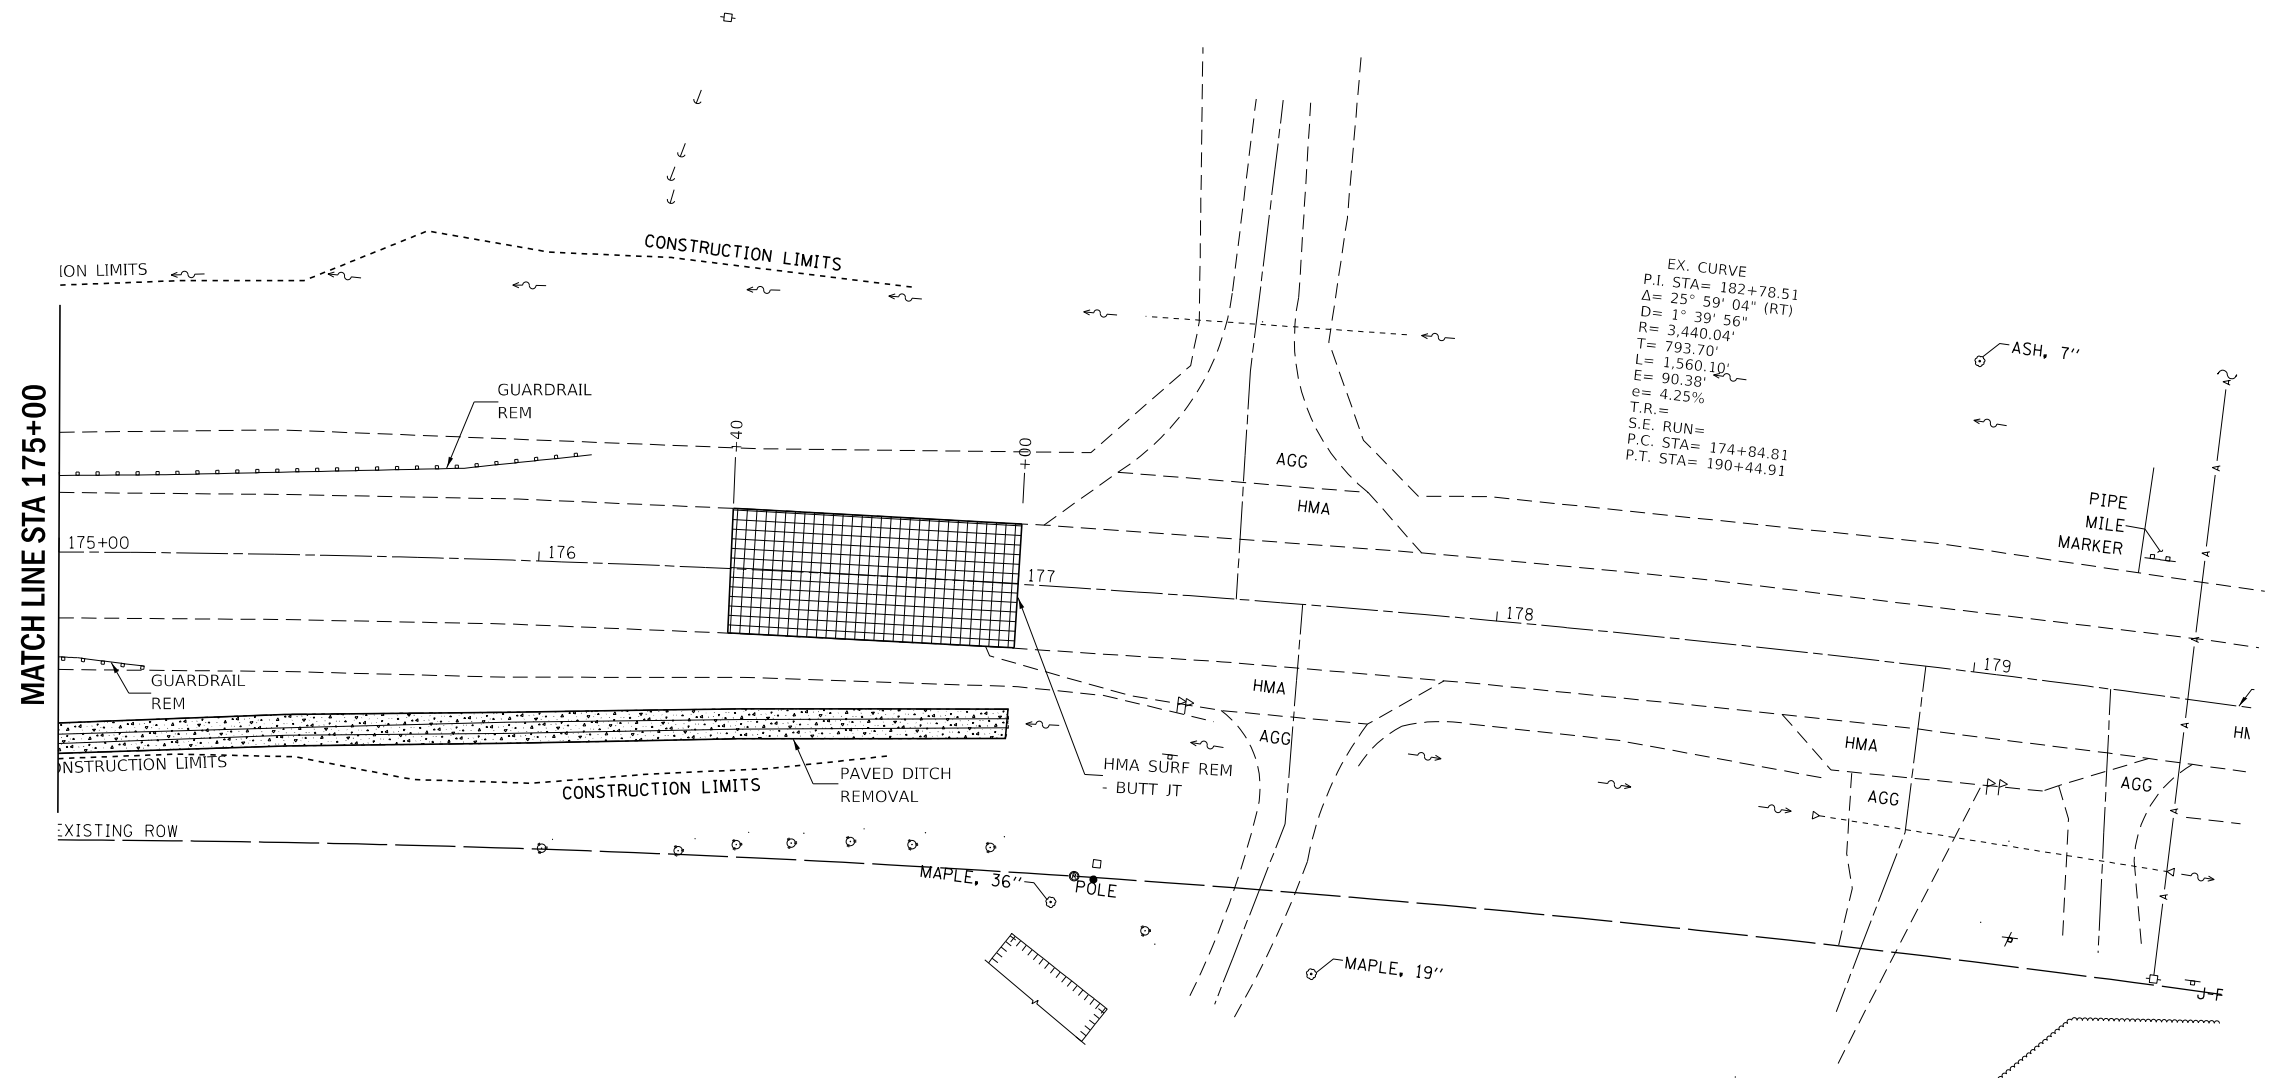 MATCH LINE STA 175+00
ION LIMITS
CONSTRUCTION LIMITS
GUARDRAIL
REM
+40
+00
175+00
176
177
178
179
AGG
HMA
EX. CURVE
P.I. STA= 182+78.51
Δ= 25° 59' 04" (RT)
D= 1° 39' 56"
R= 3,440.04'
T= 793.70'
L= 1,560.10'
E= 90.38'
e= 4.25%
T.R.=
S.E. RUN=
P.C. STA= 174+84.81
P.T. STA= 190+44.91
ASH, 7"
PIPE
MILE
MARKER
A
A
A
A
A
A
A
GUARDRAIL
REM
NSTRUCTION LIMITS
CONSTRUCTION LIMITS
PAVED DITCH
REMOVAL
HMA SURF REM
- BUTT JT
HMA
AGG
HMA
AGG
AGG
EXISTING ROW
MAPLE, 36"
POLE
MAPLE, 19"
J-F